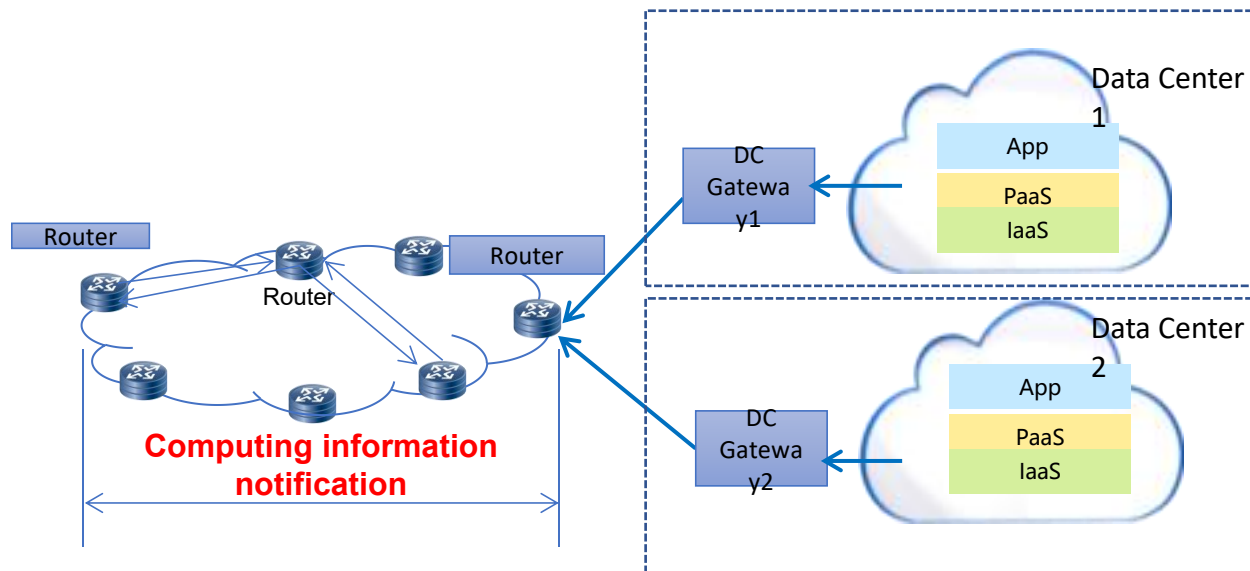 Router
Router
Router
Computing information
notification
DC
Gatewa
y1
Data Center
1
App
PaaS
IaaS
DC
Gatewa
y2
Data Center
2
App
PaaS
IaaS